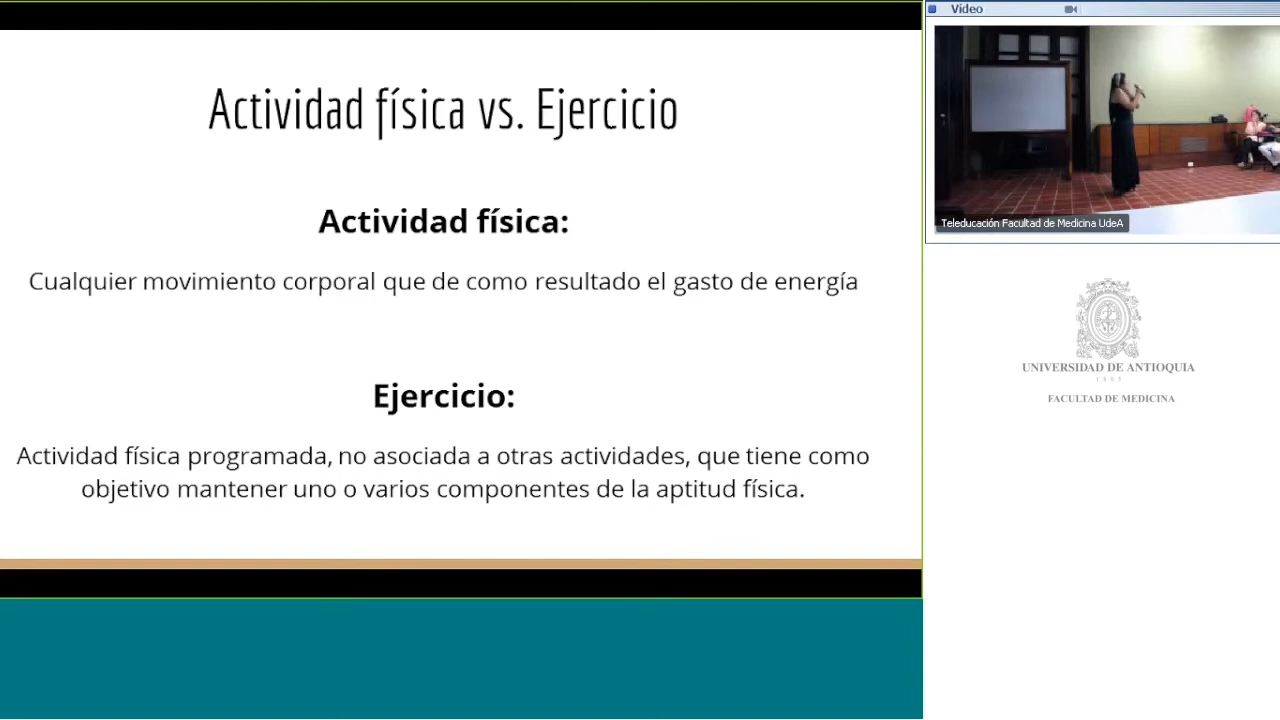 Actividad física vs. Ejercicio
Actividad física:
Cualquier movimiento corporal que de como resultado el gasto de energía
Ejercicio:
Actividad física programada, no asociada a otras actividades, que tiene como
objetivo mantener uno o varios componentes de la aptitud física.
Vídeo
Teleducación Facultad de Medicina UdeA
UNIVERSIDAD DE ANTIOQUIA
1803
FACULTAD DE MEDICINA